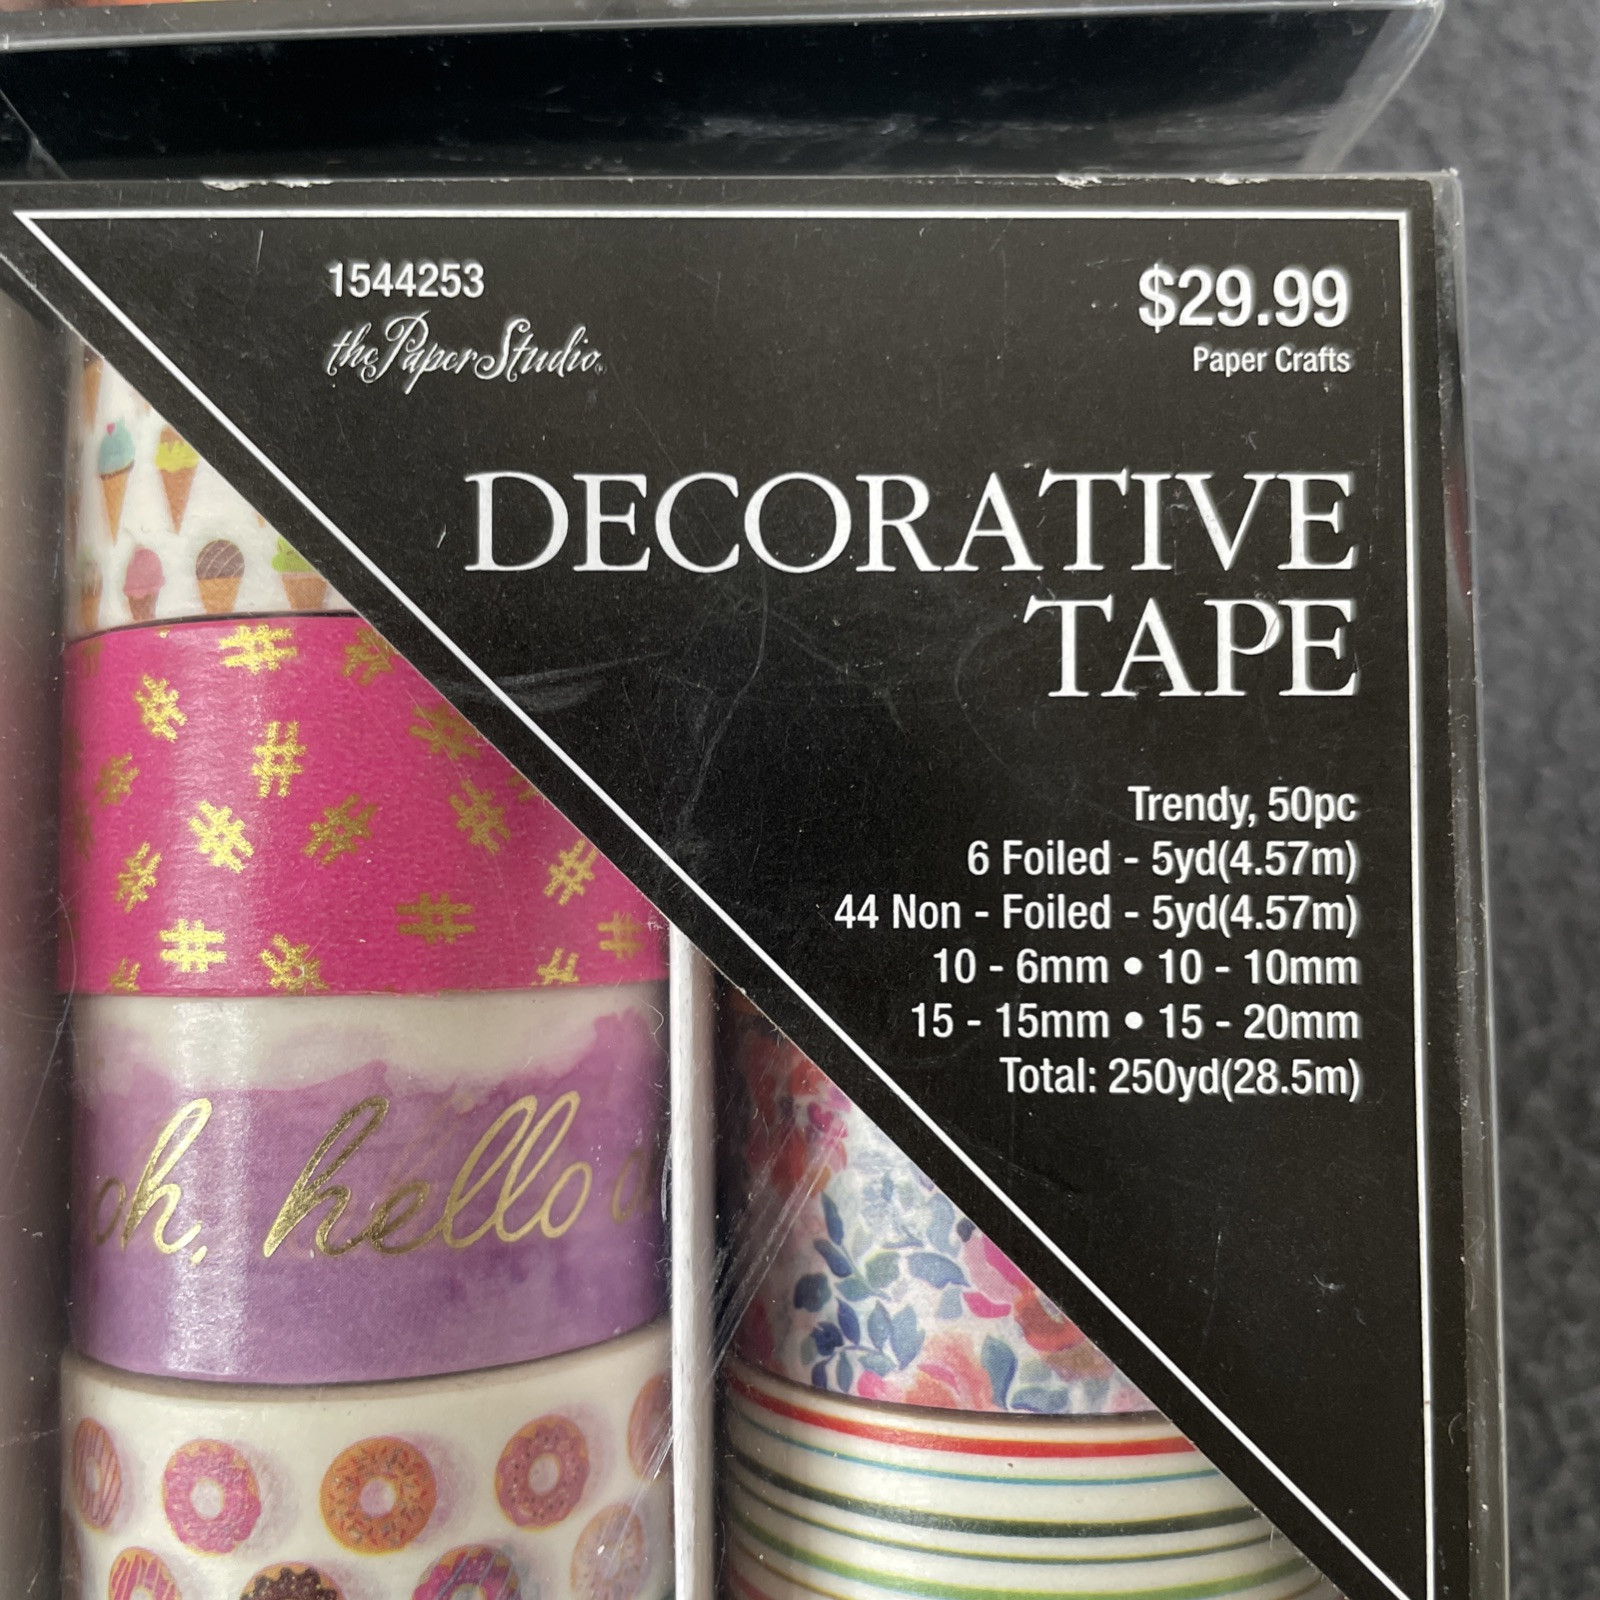 1544253
the Paper Studio
$29.99
Paper Crafts
DECORATIVE
TAPE
Trendy, 50pc
6 Foiled - 5yd(4.57m)
44 Non - Foiled - 5yd(4.57m)
10 - 6mm • 10 - 10mm
15 - 15mm • 15 - 20mm
Total: 250yd(28.5m)
# # # # # # # # # # # # # # #
oh, hello